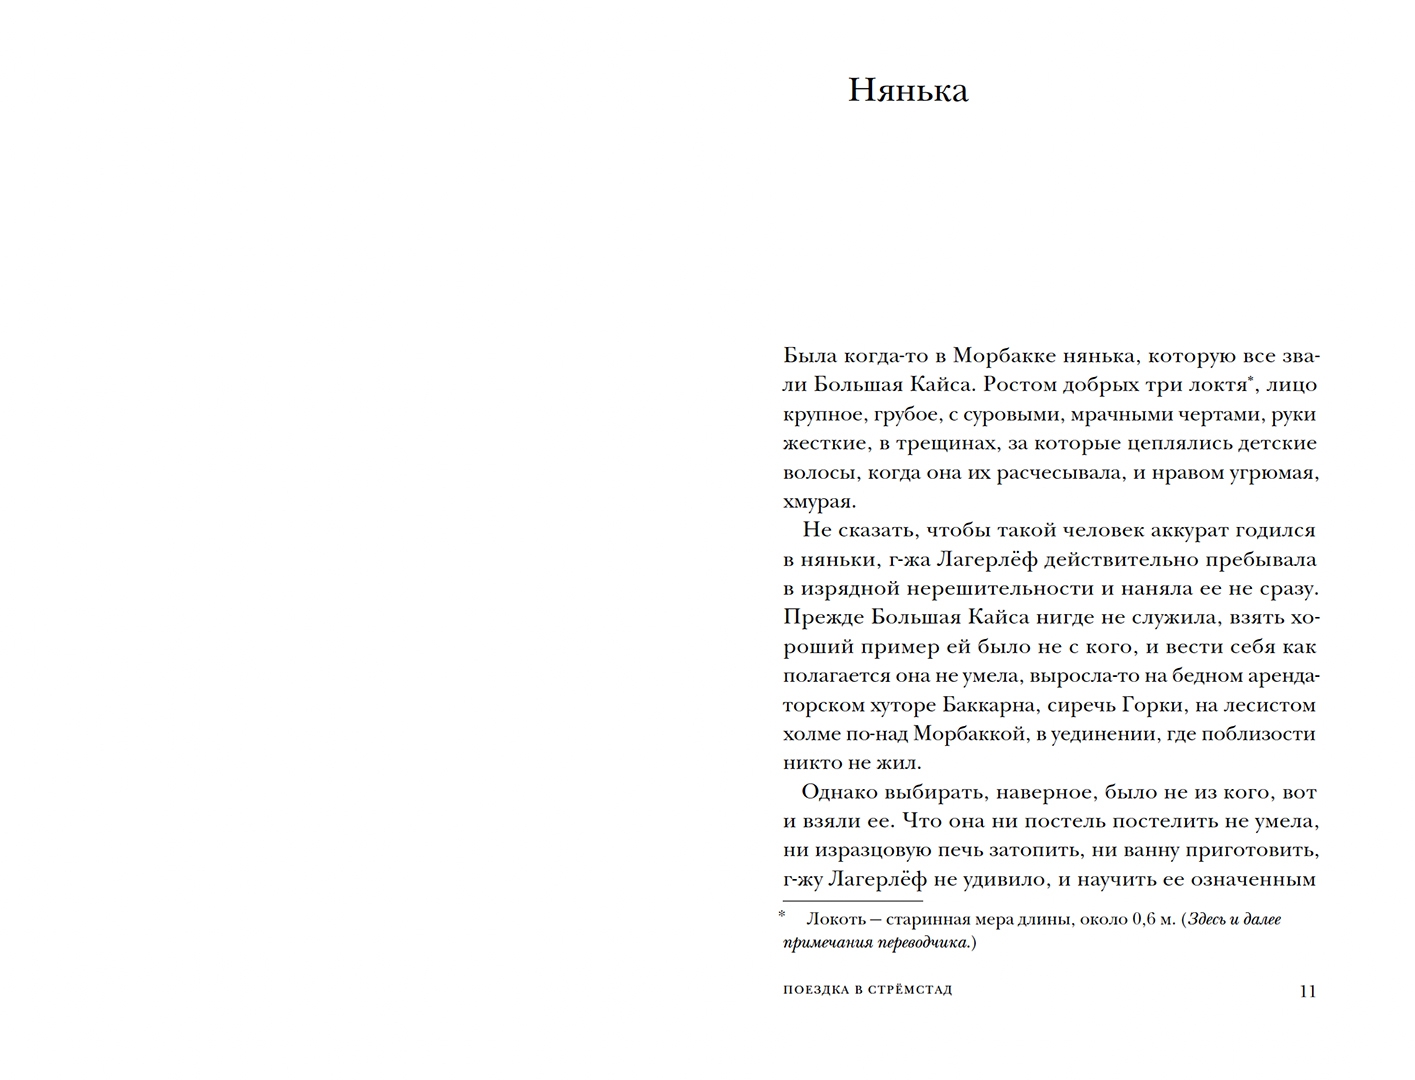 Нянька
Была когда-то в Морбакке нянька, которую все зва-
ли Большая Кайса. Ростом добрых три локтя*, лицо
крупное, грубое, с суровыми, мрачными чертами, руки
жесткие, в трещинах, за которые цеплялись детские
волосы, когда она их расчесывала, и нравом угрюмая,
хмурая.
Не сказать, чтобы такой человек аккурат годился
в няньки, г-жа Лагерлёф действительно пребывала
в изрядной нерешительности и наняла ее не сразу.
Прежде Большая Кайса нигде не служила, взять хо-
роший пример ей было не с кого, и вести себя как
полагается она не умела, выросла-то на бедном аренда-
торском хуторе Баккарна, сиречь Горки, на лесистом
холме по-над Морбаккой, в уединении, где поблизости
никто не жил.
Однако выбирать, наверное, было не из кого, вот
и взяли ее. Что она ни постель постелить не умела,
ни изразцовую печь затопить, ни ванну приготовить,
г-жу Лагерлёф не удивило, и научить ее означенным
* Локоть — старинная мера длины, около 0,6 м. (Здесь и далее
примечания переводчика.)
ПОЕЗДКА В СТРЁМСТАД 11